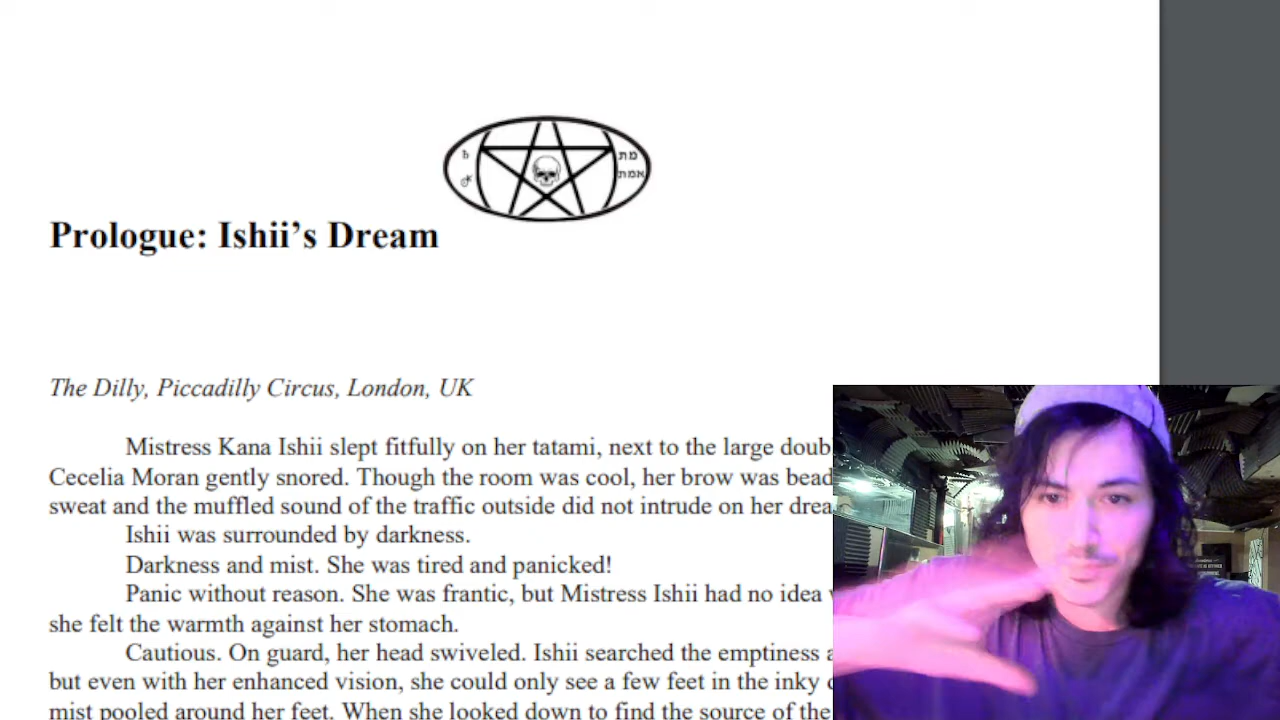 מת
אמת
Prologue: Ishii’s Dream
The Dilly, Piccadilly Circus, London, UK
Mistress Kana Ishii slept fitfully on her tatami, next to the large doub
Cecelia Moran gently snored. Though the room was cool, her brow was bead
sweat and the muffled sound of the traffic outside did not intrude on her drea
Ishii was surrounded by darkness.
Darkness and mist. She was tired and panicked!
Panic without reason. She was frantic, but Mistress Ishii had no idea
she felt the warmth against her stomach.
Cautious. On guard, her head swiveled. Ishii searched the emptiness a
but even with her enhanced vision, she could only see a few feet in the inky
mist pooled around her feet. When she looked down to find the source of the